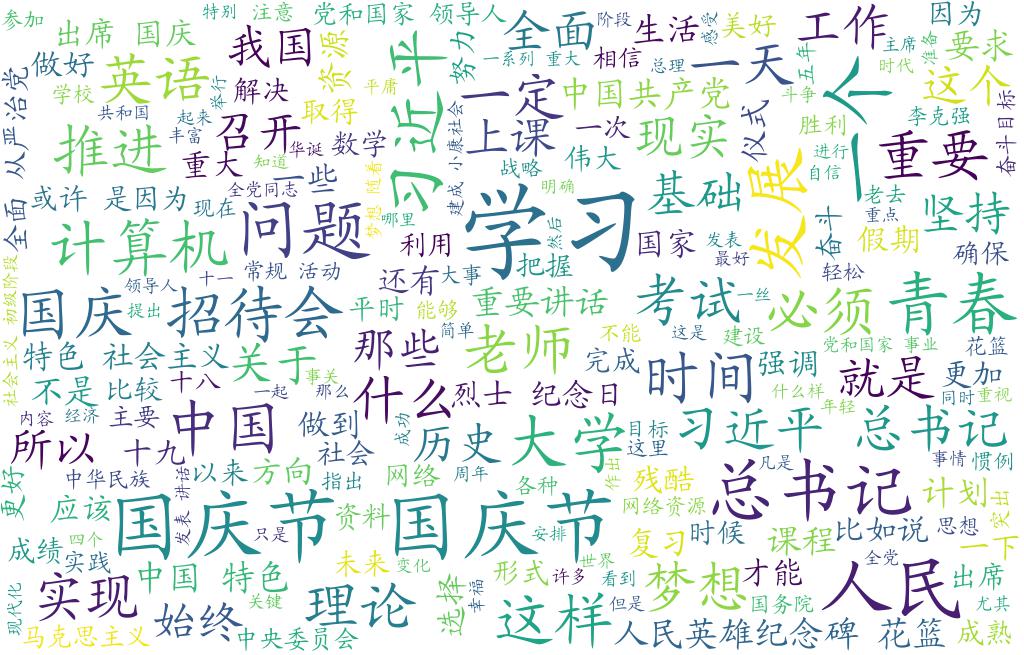 参加
特别 注意
党和国家 领导人
全面
阶段
生活
感受
美好
工作
因为
出席 国庆
我国
资源
习近平
努力
一系列 重大
相信
总理
一天
十五年
主席
时代
准备
要求
从严治党
做好
英语
学校
解决
举行
平庸
小康社会
一定
中国共产党
斗争
一个
这个
奋斗目标
共和国
起来
丰富
召开
华诞
取得
数学
上课
一次
现实
仪式
胜利
李克强
推进
重大
知道
一些
随着
战略
伟大
进行
自信
重要
全面
或许 是因为
现在
全党同志
问题
梦想
哪里
建成
学习
明确
然后
基础
发展
奋斗
老去
重点
坚持
计算机
利用
国家
发表
最好
假期
确保
初级阶段
领导人
十一
常规 活动
还有
大事
把握
轻松
国庆 招待会
提出
平时
能够
重要讲话
考试
一丝
必须
青春
社会主义
特色 社会主义
关于
事关
那些
简单
老师
不能
完成
这是
建设
党和国家 事业
花篮
时间
强调
就是
更加
不是
比较
十八
一起
那么
什么
烈士 纪念日
什么样
年轻
同时
重视
内容
经济
主要
中国
做到
成功
历史
大学
目标
这里
习近平 总书记
所以
十九
社会
事情
惯例
更好
中华民族
讲话
以来
方向
指出
网络
周年
各种
作出
残酷
凡是
总书记
计划
突出
应该
国庆节
发表
只是
资料
国庆节
安排
网络资源
时候
比如说
思想
成绩
四个
实践
未来
变化
世界
复习
课程
一下
现代化
实现
中国 特色
关键
理论
选择
幸福
形式
许多
看到
梦想
才能
国务院
全党
人民
出席
尤其
马克思主义
始终
中央委员会
这样
但是
人民英雄纪念碑 花篮
成熟